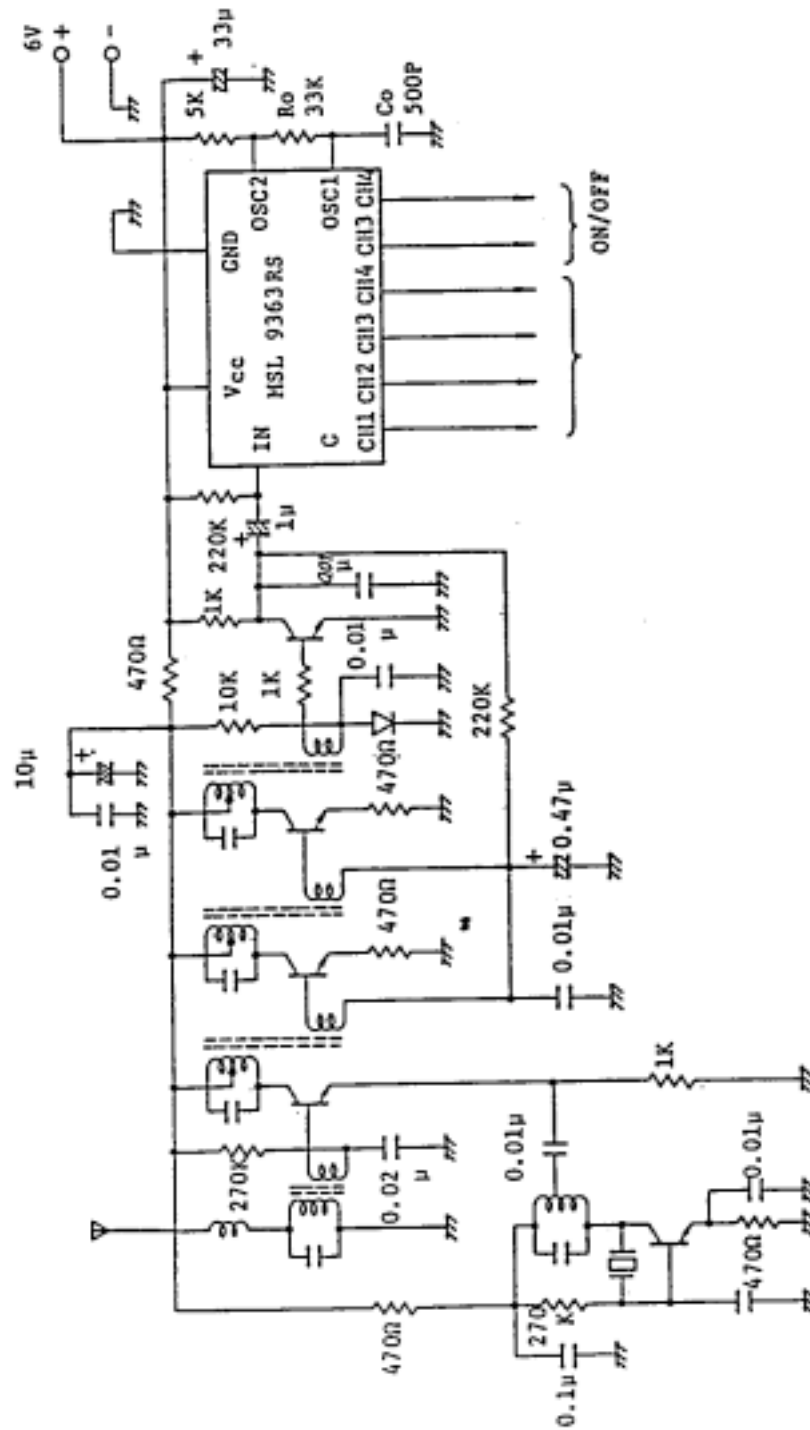 6V
+
-
+
33μ
5K
Ro
33K
Co
500P
GND
OSC2
OSC1
Vcc
MSL 9363RS
IN
C
CH1 CH2 CH3 CH4 CH3 CH4
ON/OFF
220K
+
1μ
1K
μ
470Ω
10K
1K
0.01
μ
10μ
+
0.01
μ
470Ω
220K
470Ω
+
0.47μ
0.01μ
270K
0.02
μ
0.01μ
1K
470Ω
270
K
0.1μ
470Ω
0.01μ